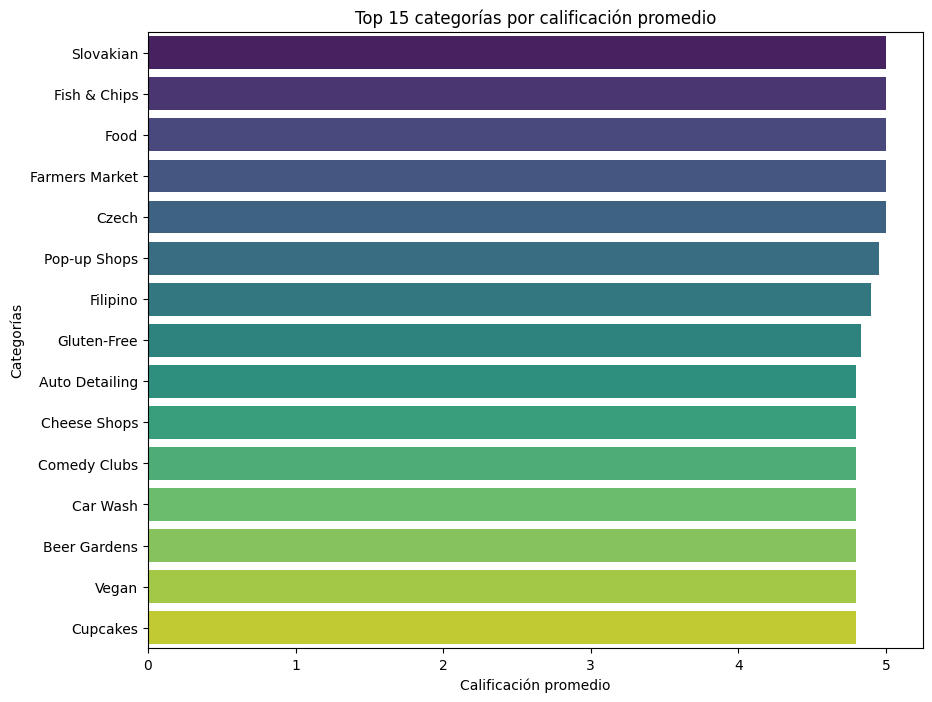 Top 15 categorías por calificación promedio
Categorías
Slovakian
Fish & Chips
Food
Farmers Market
Czech
Pop-up Shops
Filipino
Gluten-Free
Auto Detailing
Cheese Shops
Comedy Clubs
Car Wash
Beer Gardens
Vegan
Cupcakes
0 1 2 3 4 5
Calificación promedio